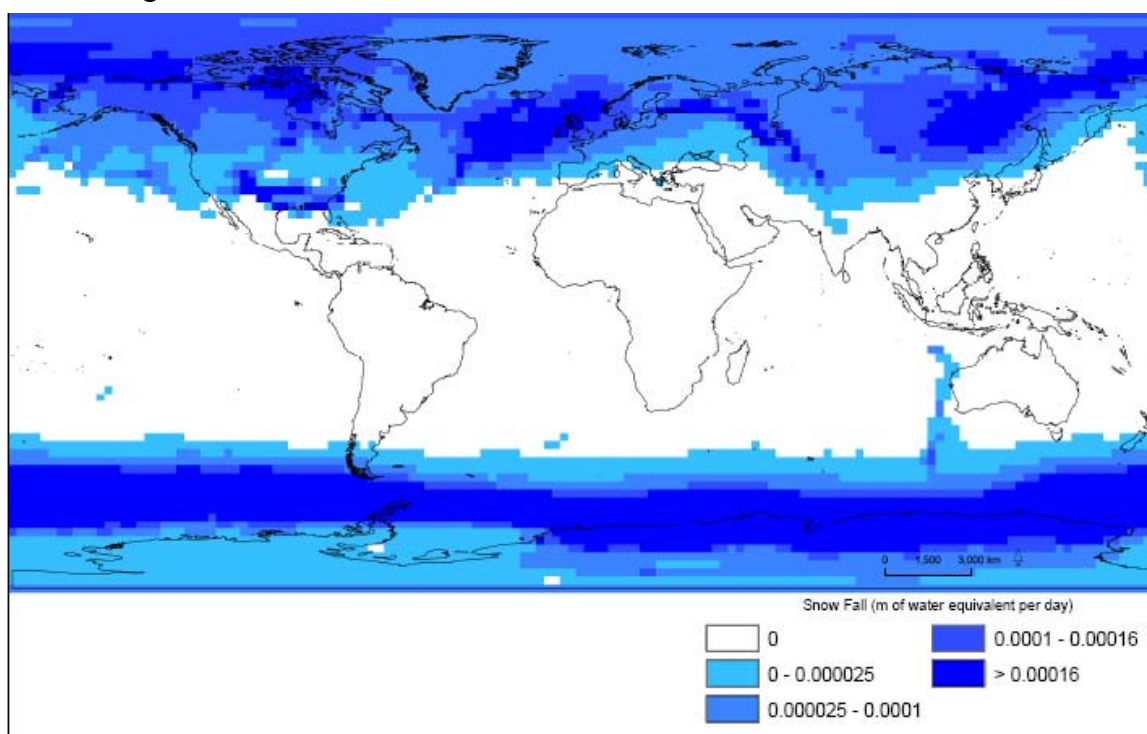 0 1,500 3,000 km
Snow Fall (m of water equivalent per day)
0
0.0001 - 0.00016
0 - 0.000025
> 0.00016
0.000025 - 0.0001